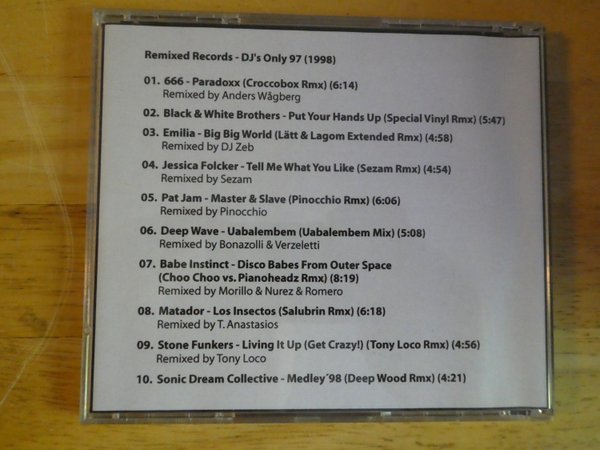 Remixed Records - DJ's Only 97 (1998)
01. 666 - Paradoxx (Croccobox Rmx) (6:14)
Remixed by Anders Wågberg
02. Black & White Brothers - Put Your Hands Up (Special Vinyl Rmx) (5:47)
03. Emilia - Big Big World (Lätt & Lagom Extended Rmx) (4:58)
Remixed by DJ Zeb
04. Jessica Folcker - Tell Me What You Like (Sezam Rmx) (4:54)
Remixed by Sezam
05. Pat Jam - Master & Slave (Pinocchio Rmx) (6:06)
Remixed by Pinocchio
06. Deep Wave - Uabalembem (Uabalembem Mix) (5:08)
Remixed by Bonazolli & Verzeletti
07. Babe Instinct - Disco Babes From Outer Space
(Choo Choo vs. Pianoheadz Rmx) (8:19)
Remixed by Morillo & Nurez & Romero
08. Matador - Los Insectos (Salubrin Rmx) (6:18)
Remixed by T. Anastasios
09. Stone Funkers - Living It Up (Get Crazy!) (Tony Loco Rmx) (4:56)
Remixed by Tony Loco
10. Sonic Dream Collective - Medley´98 (Deep Wood Rmx) (4:21)